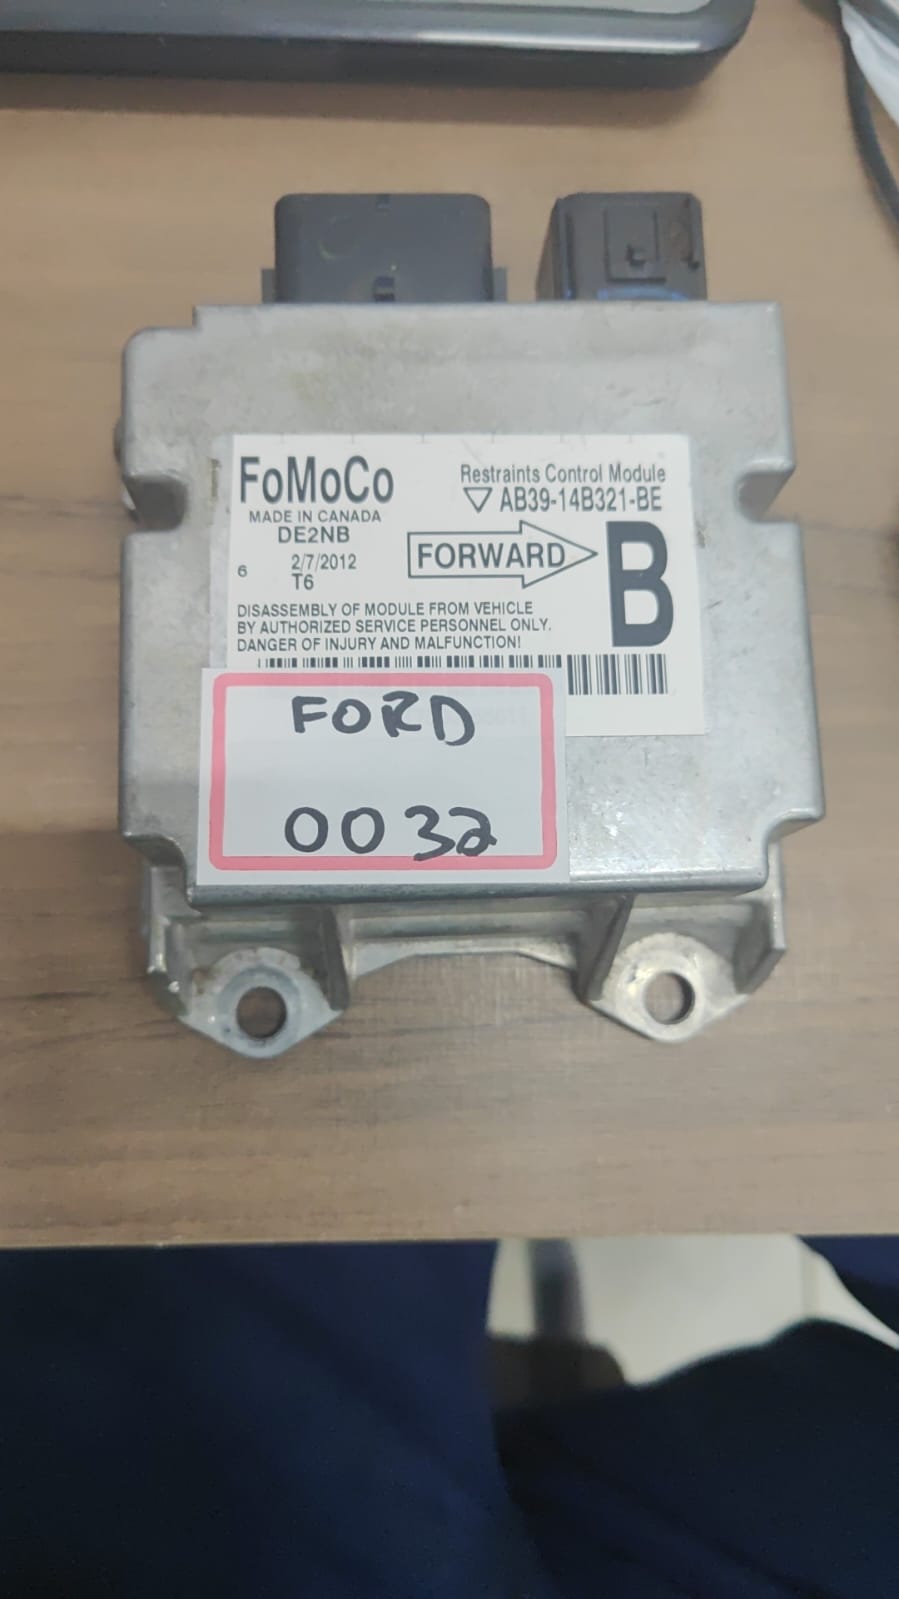 FoMoCo
MADE IN CANADA
DE2NB
6 2/7/2012
T6
Restraints Control Module
▽ AB39-14B321-BE
FORWARD
B
DISASSEMBLY OF MODULE FROM VEHICLE
BY AUTHORIZED SERVICE PERSONNEL ONLY.
DANGER OF INJURY AND MALFUNCTION!
FORD
0032